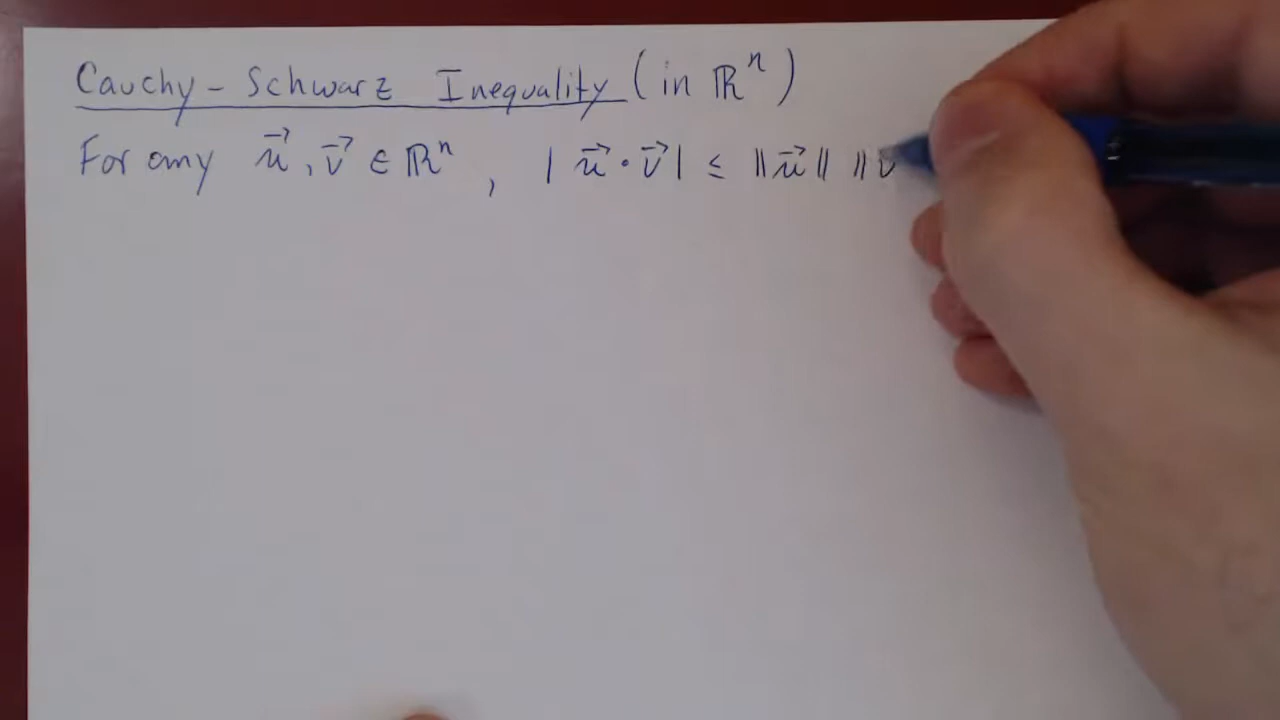 Cauchy - Schwarz Inequality (in ℝⁿ)
For any u⃗, v⃗ ∈ ℝⁿ, | u⃗ · v⃗ | ≤ ‖u⃗‖ ‖v